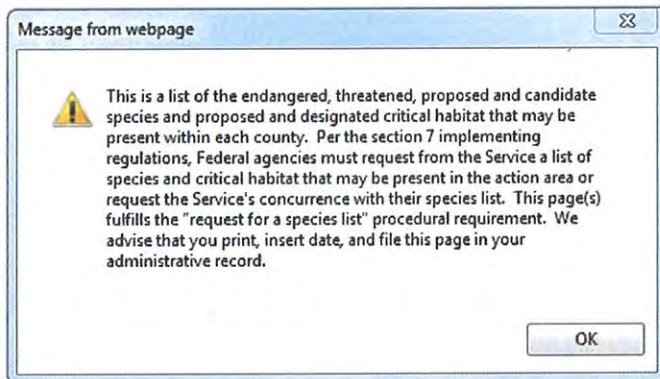 Message from webpage
This is a list of the endangered, threatened, proposed and candidate
species and proposed and designated critical habitat that may be
present within each county. Per the section 7 implementing
regulations, Federal agencies must request from the Service a list of
species and critical habitat that may be present in the action area or
request the Service's concurrence with their species list. This page(s)
fulfills the "request for a species list" procedural requirement. We
advise that you print, insert date, and file this page in your
administrative record.
OK